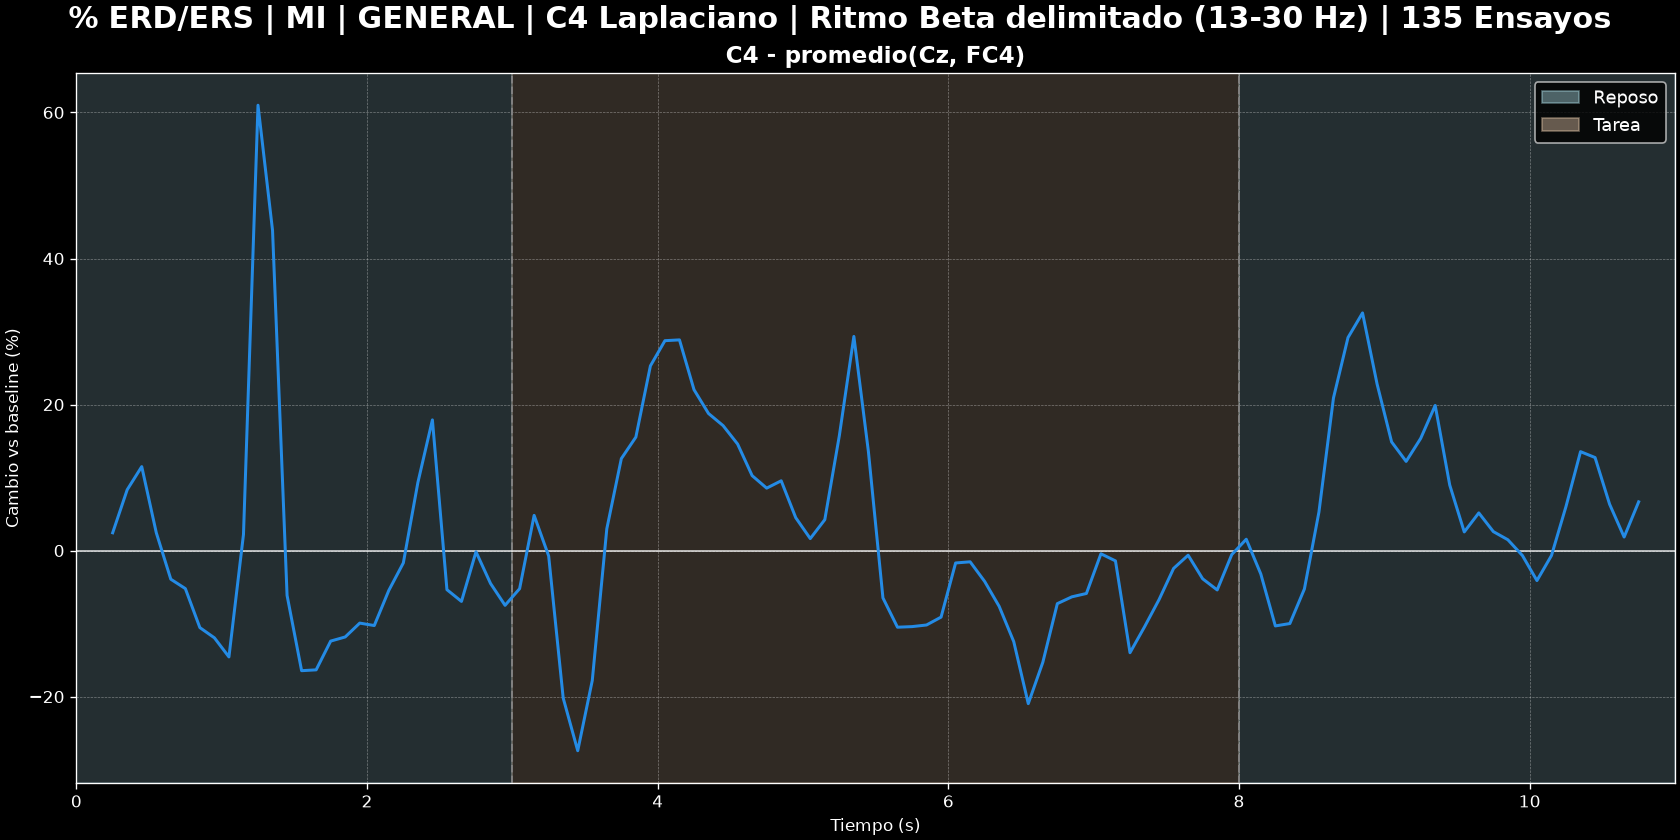 % ERD/ERS | MI | GENERAL | C4 Laplaciano | Ritmo Beta delimitado (13-30 Hz) | 135 Ensayos
C4 - promedio(Cz, FC4)
Reposo
Tarea
Cambio vs baseline (%)
60
40
20
0
−20
0 2 4 6 8 10
Tiempo (s)